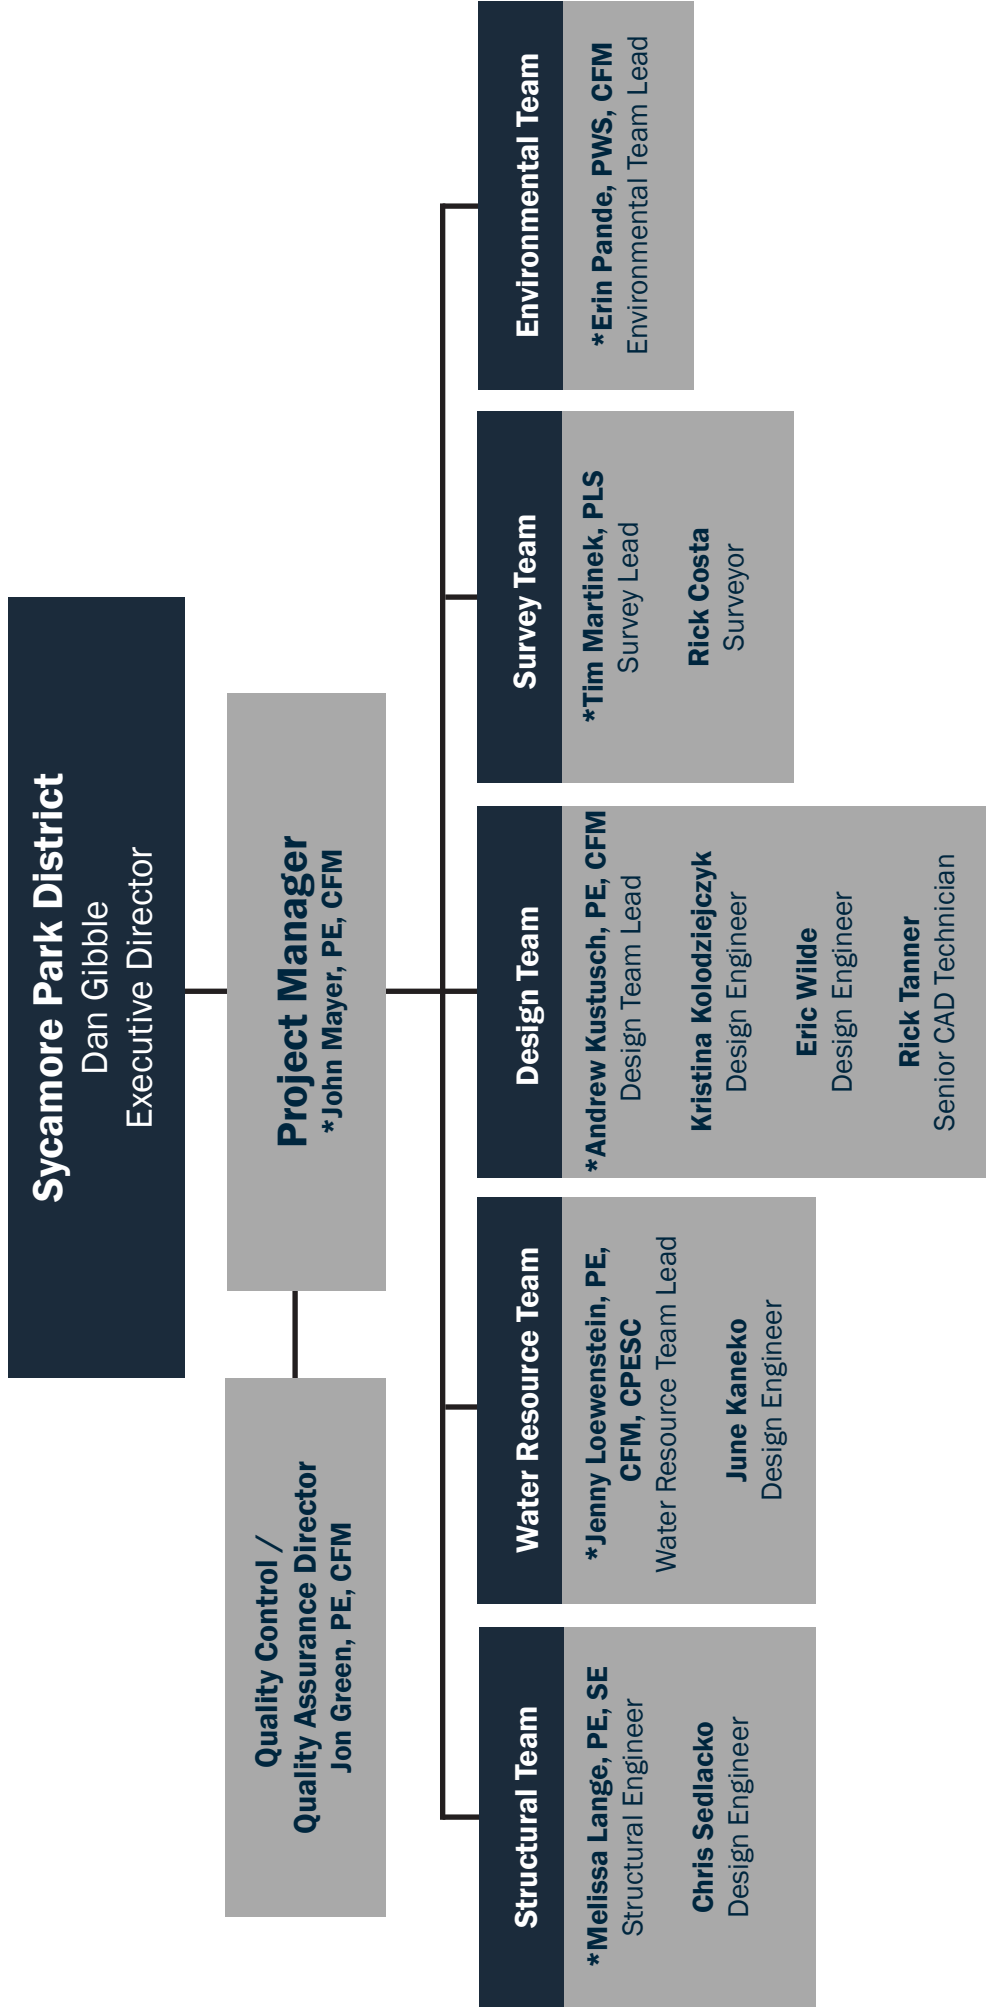 Sycamore Park District
Dan Gibble
Executive Director
Quality Control /
Quality Assurance Director
Jon Green, PE, CFM
Project Manager
*John Mayer, PE, CFM
Structural Team
*Melissa Lange, PE, SE
Structural Engineer
Chris Sedlacko
Design Engineer
Water Resource Team
*Jenny Loewenstein, PE,
CFM, CPESC
Water Resource Team Lead
June Kaneko
Design Engineer
Design Team
*Andrew Kustusch, PE, CFM
Design Team Lead
Kristina Kolodziejczyk
Design Engineer
Eric Wilde
Design Engineer
Rick Tanner
Senior CAD Technician
Survey Team
*Tim Martinek, PLS
Survey Lead
Rick Costa
Surveyor
Environmental Team
*Erin Pande, PWS, CFM
Environmental Team Lead